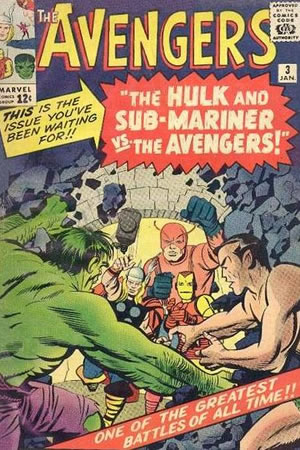 THE
AVENGERS
APPROVED
BY THE
COMICS
CODE
AUTHORITY
MARVEL
COMICS
GROUP
12¢
3
JAN.
THIS IS THE
ISSUE YOU'VE
BEEN WAITING
FOR!!
"THE HULK AND
SUB-MARINER
VS. THE AVENGERS!"
ONE OF THE GREATEST
BATTLES OF ALL TIME!!